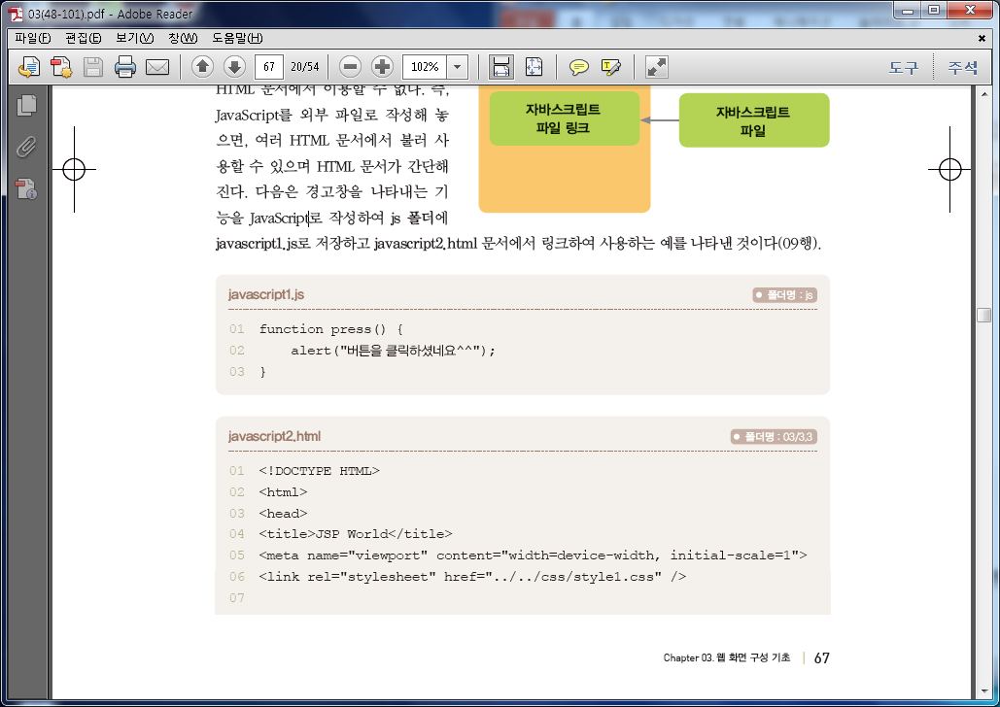 03(48-101).pdf - Adobe Reader
파일(F) 편집(E) 보기(V) 창(W) 도움말(H)
67 20/54 102% 도구 주석
HTML 문서에서 이용할 수 없다. 즉,
JavaScript를 외부 파일로 작성해 놓
으면, 여러 HTML 문서에서 불러 사
용할 수 있으며 HTML 문서가 간단해
진다. 다음은 경고창을 나타내는 기
능을 JavaScript로 작성하여 js 폴더에
javascript1.js로 저장하고 javascript2.html 문서에서 링크하여 사용하는 예를 나타낸 것이다(09행).
자바스크립트
파일 링크
자바스크립트
파일
javascript1.js
● 폴더명 : js
01 function press() {
02 alert("버튼을 클릭하셨네요^^");
03 }
javascript2.html
● 폴더명 : 03/3.3
01 <!DOCTYPE HTML>
02 <html>
03 <head>
04 <title>JSP World</title>
05 <meta name="viewport" content="width=device-width, initial-scale=1">
06 <link rel="stylesheet" href="../../css/style1.css" />
07
Chapter 03. 웹 화면 구성 기초 | 67